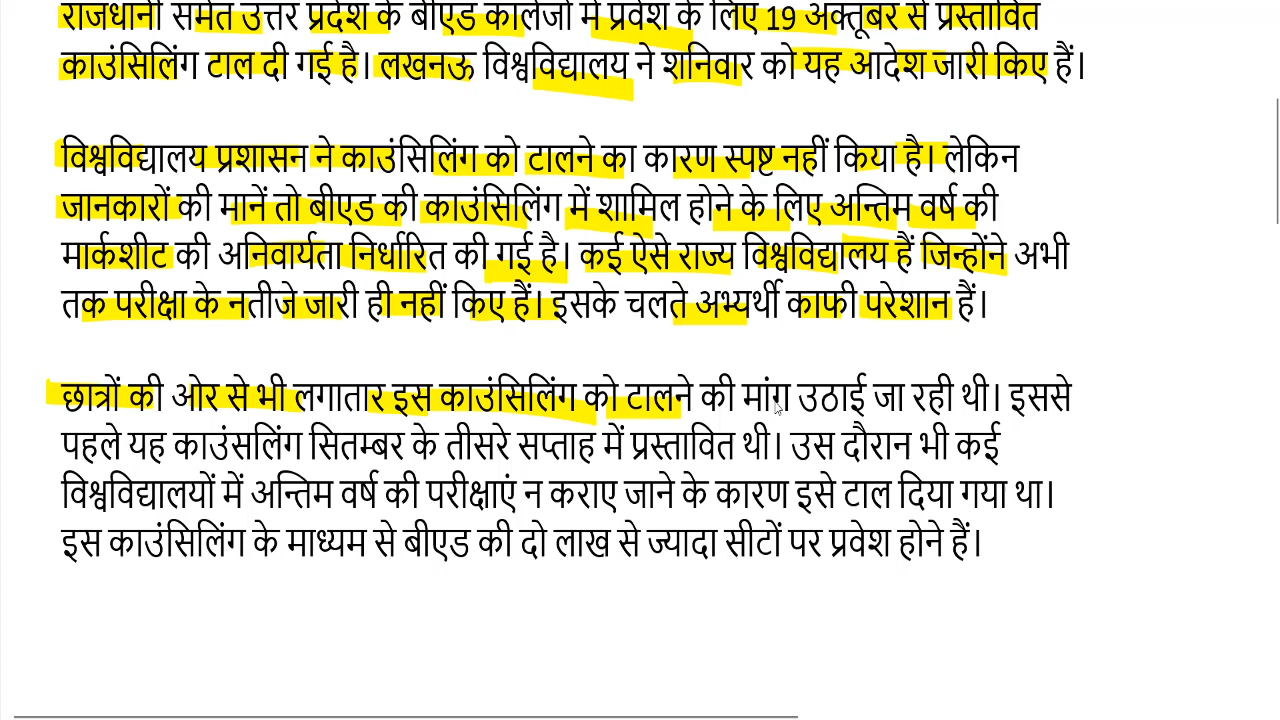 राजधानी समेत उत्तर प्रदेश के बीएड कालेजों में प्रवेश के लिए 19 अक्तूबर से प्रस्तावित
काउंसिलिंग टाल दी गई है। लखनऊ विश्वविद्यालय ने शनिवार को यह आदेश जारी किए हैं।
विश्वविद्यालय प्रशासन ने काउंसिलिंग को टालने का कारण स्पष्ट नहीं किया है। लेकिन
जानकारों की मानें तो बीएड की काउंसिलिंग में शामिल होने के लिए अन्तिम वर्ष की
मार्कशीट की अनिवार्यता निर्धारित की गई है। कई ऐसे राज्य विश्वविद्यालय हैं जिन्होंने अभी
तक परीक्षा के नतीजे जारी ही नहीं किए हैं। इसके चलते अभ्यर्थी काफी परेशान हैं।
छात्रों की ओर से भी लगातार इस काउंसिलिंग को टालने की मांग उठाई जा रही थी। इससे
पहले यह काउंसलिंग सितम्बर के तीसरे सप्ताह में प्रस्तावित थी। उस दौरान भी कई
विश्वविद्यालयों में अन्तिम वर्ष की परीक्षाएं न कराए जाने के कारण इसे टाल दिया गया था।
इस काउंसिलिंग के माध्यम से बीएड की दो लाख से ज्यादा सीटों पर प्रवेश होने हैं।